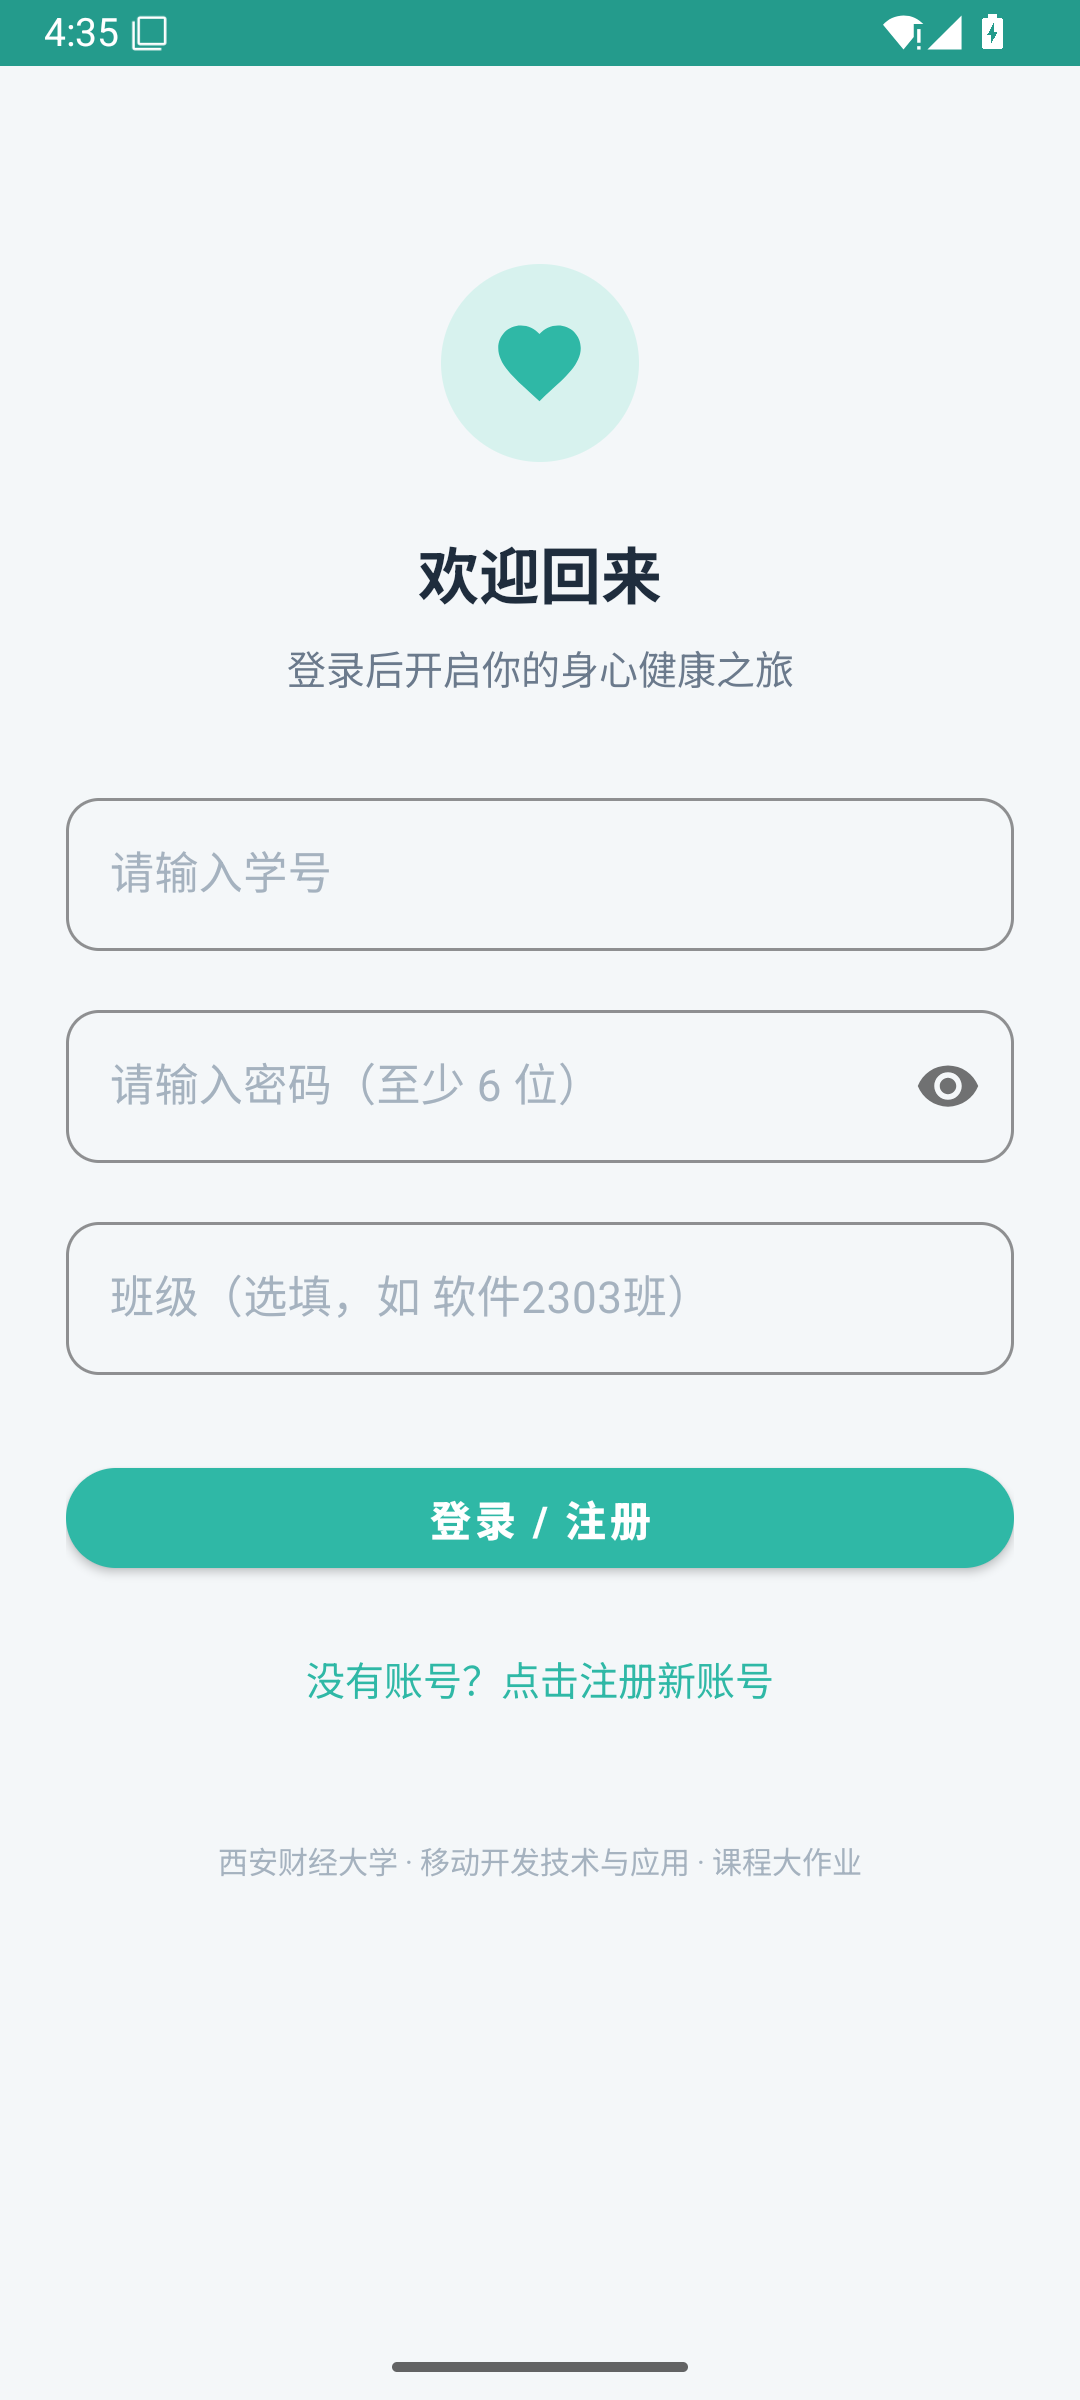 4:35
欢迎回来
登录后开启你的身心健康之旅
请输入学号
请输入密码（至少 6 位）
班级（选填，如 软件2303班）
登录 / 注册
没有账号？点击注册新账号
西安财经大学 · 移动开发技术与应用 · 课程大作业